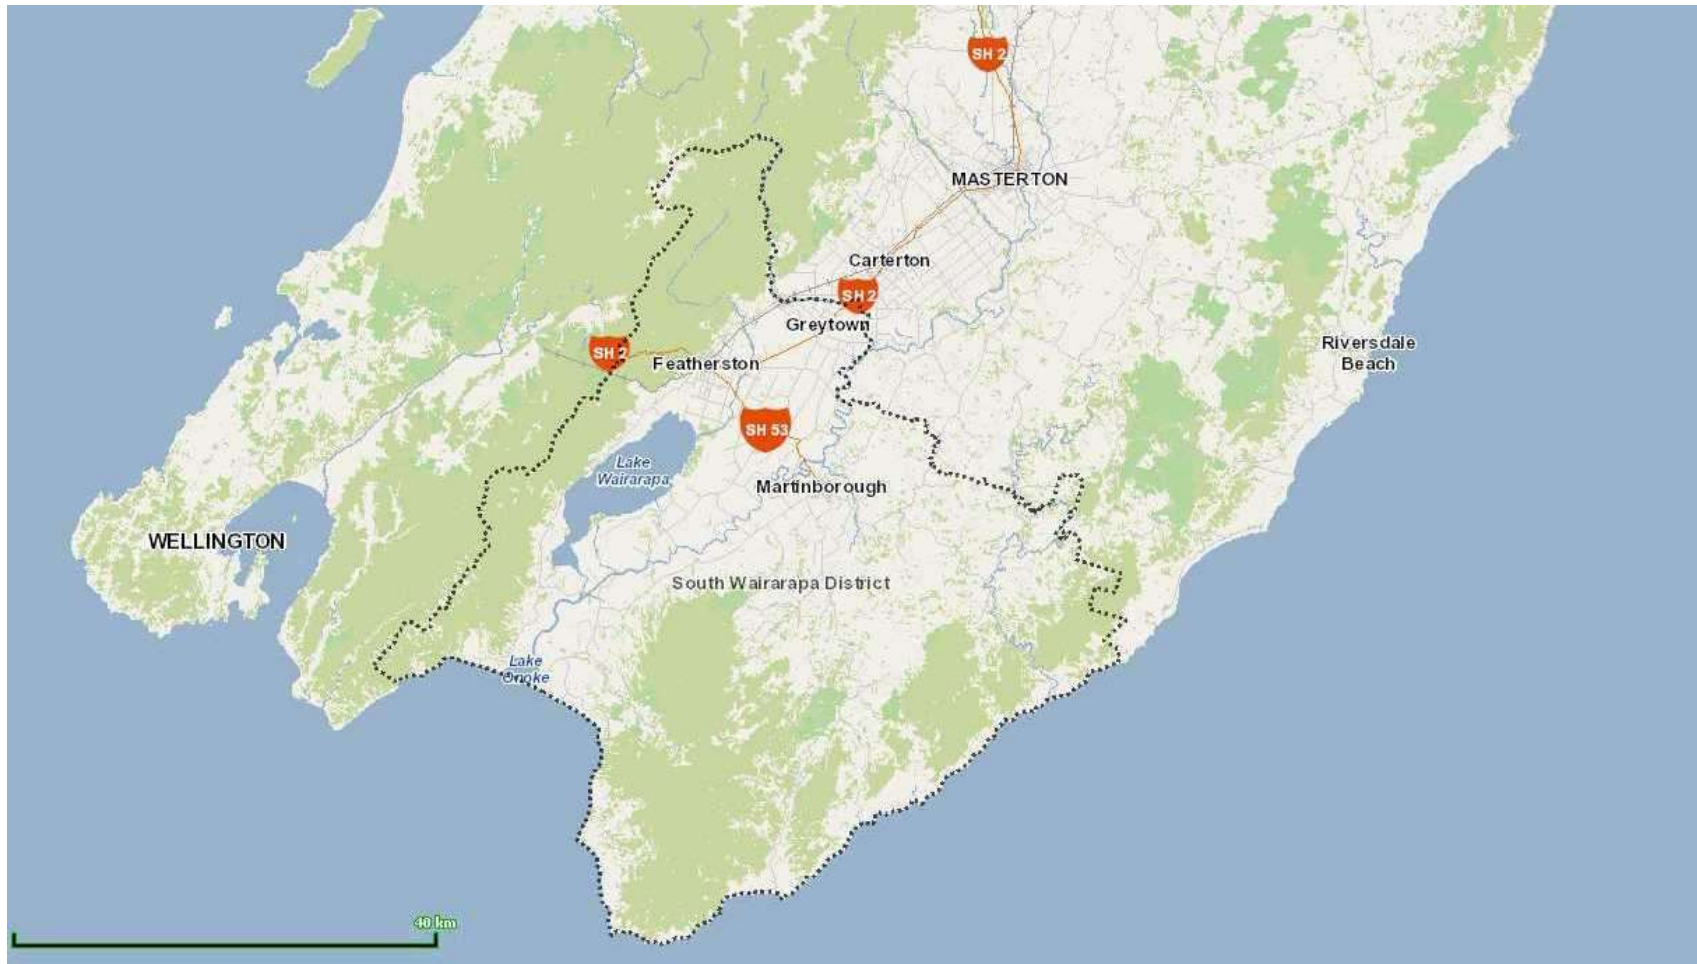 SH 2
MASTERTON
Carterton
SH 2
Greytown
SH 2
Featherston
Riversdale
Beach
SH 53
Lake
Wairarapa
Martinborough
WELLINGTON
South Wairarapa District
Lake
Onoke
40 km